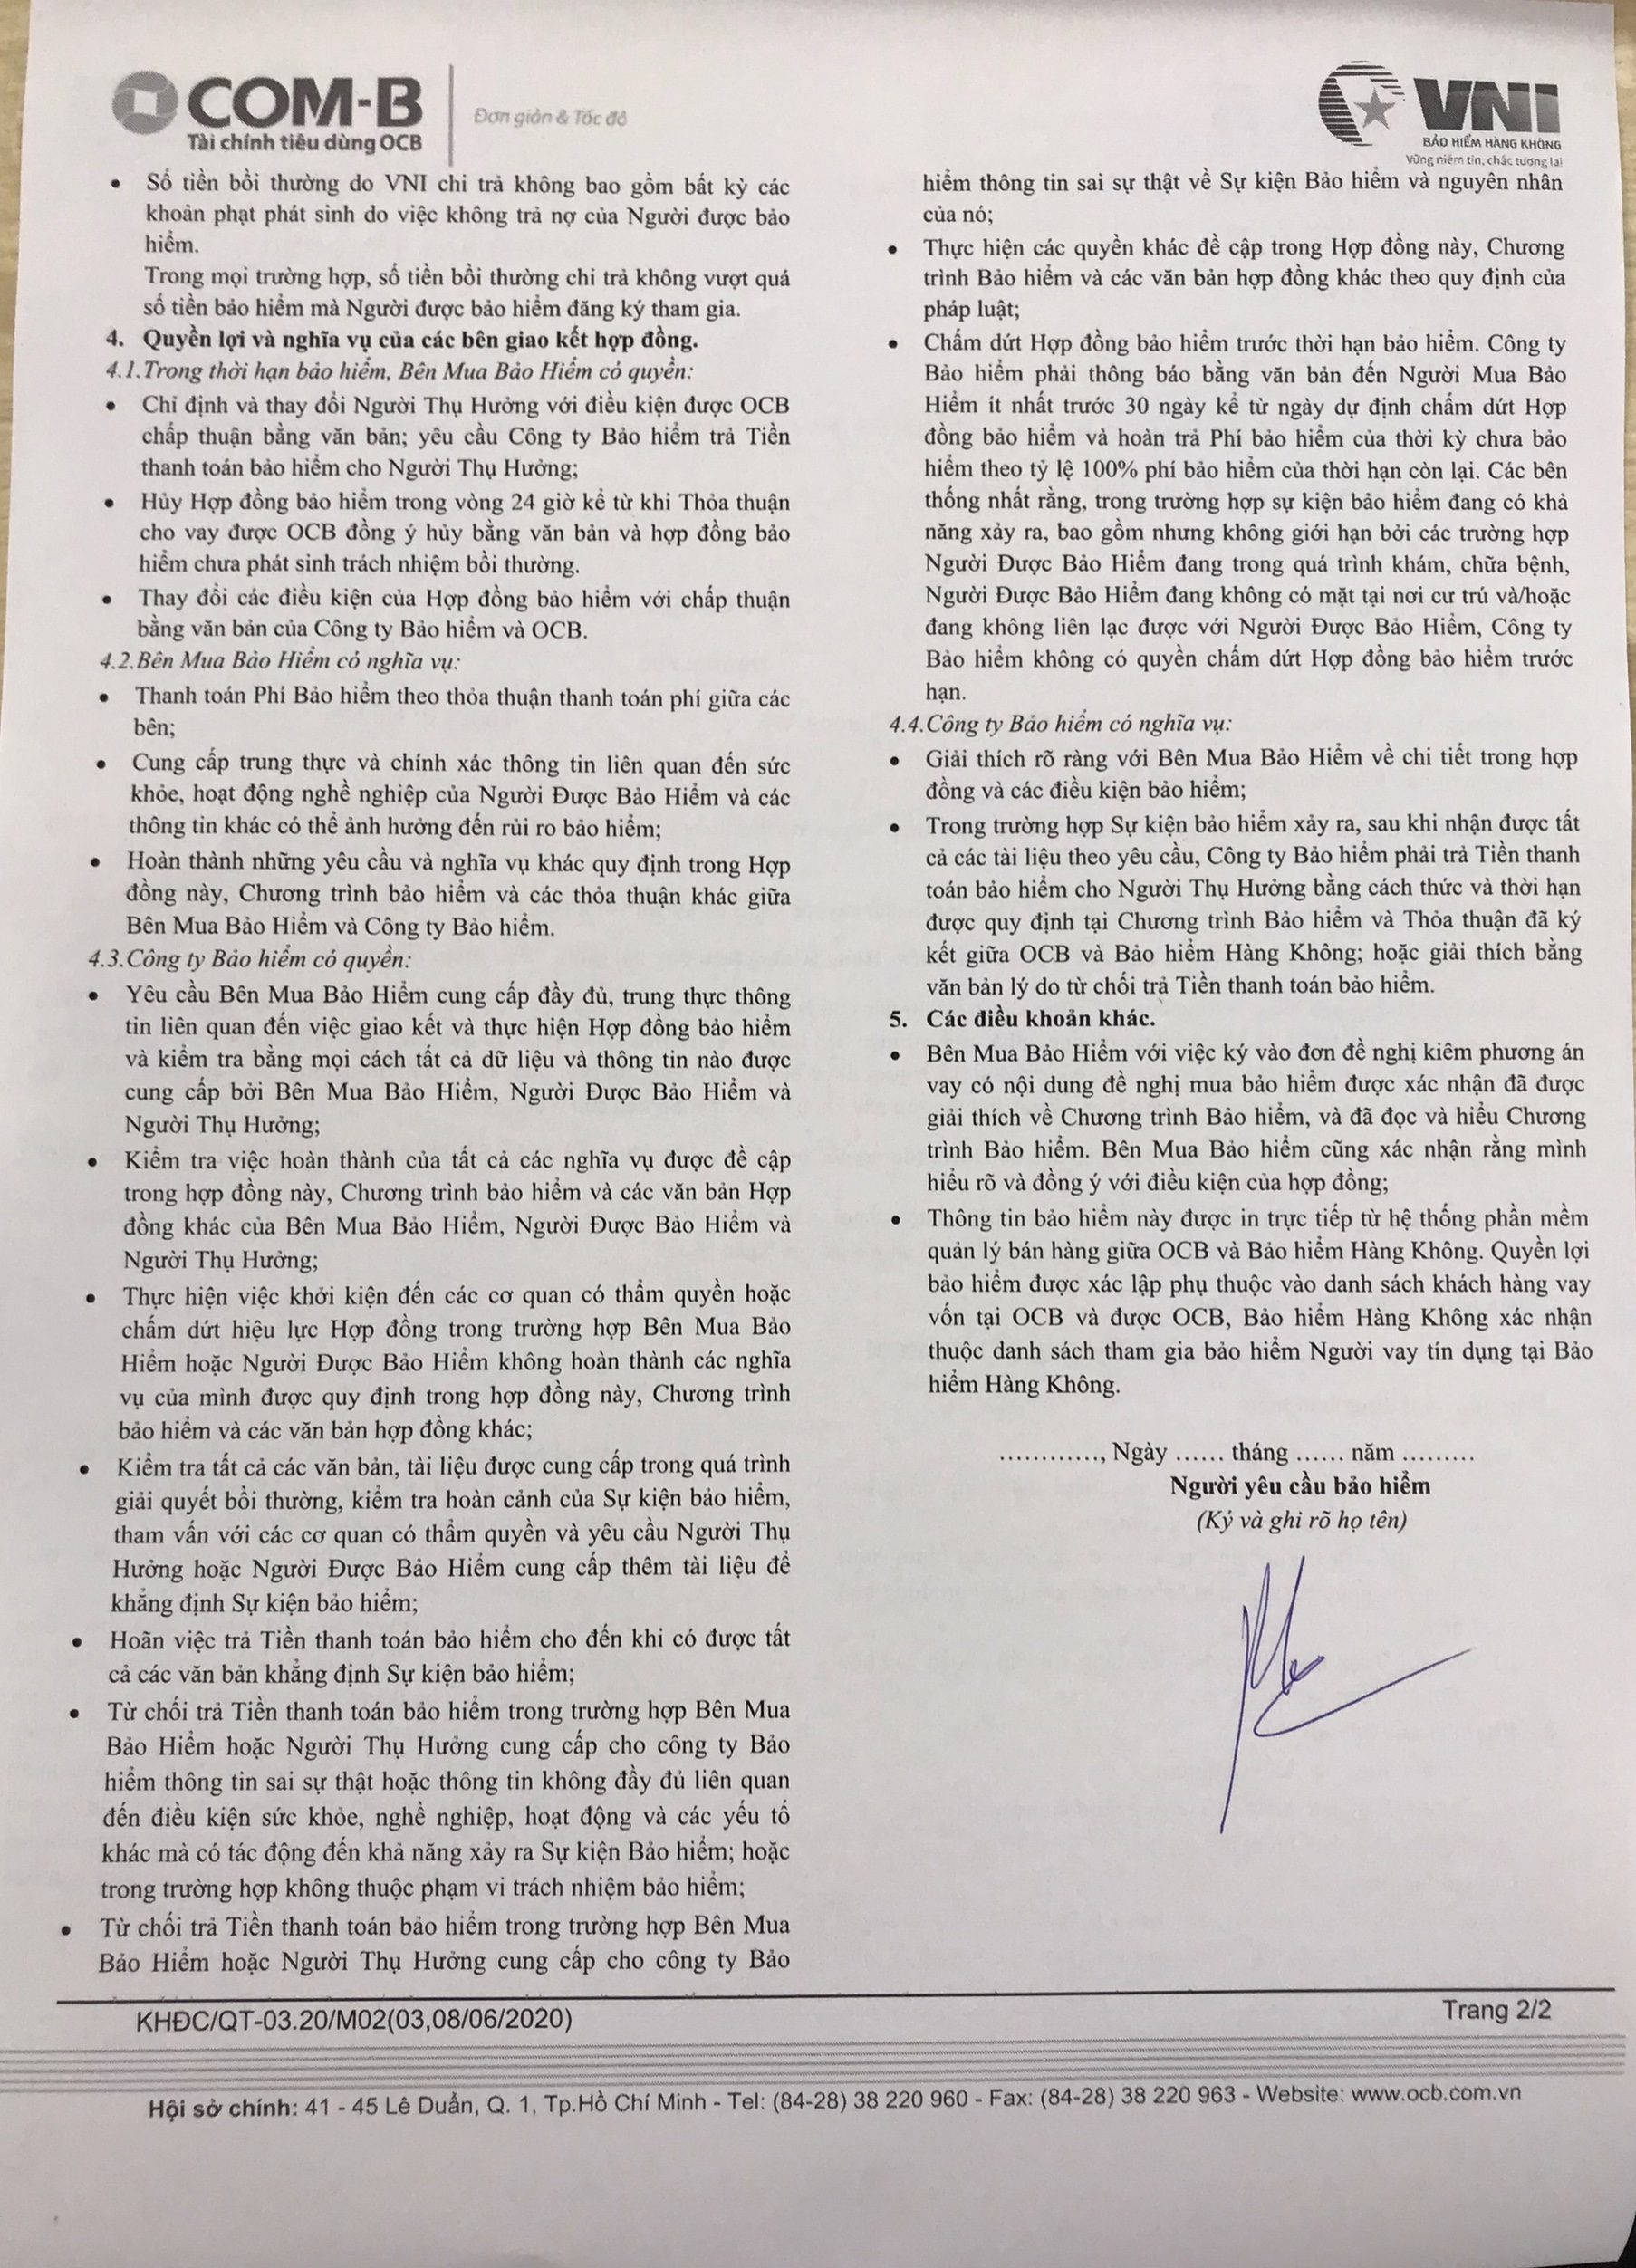 COM-B
Tài chính tiêu dùng OCB
Đơn giản & Tốc độ
VNI
BẢO HIỂM HÀNG KHÔNG
Vững niềm tin, chắc tương lai
• Số tiền bồi thường do VNI chi trả không bao gồm bất kỳ các
khoản phạt phát sinh do việc không trả nợ của Người được bảo
hiểm.
Trong mọi trường hợp, số tiền bồi thường chi trả không vượt quá
số tiền bảo hiểm mà Người được bảo hiểm đăng ký tham gia.
4. Quyền lợi và nghĩa vụ của các bên giao kết hợp đồng.
4.1.Trong thời hạn bảo hiểm, Bên Mua Bảo Hiểm có quyền:
• Chỉ định và thay đổi Người Thụ Hưởng với điều kiện được OCB
chấp thuận bằng văn bản; yêu cầu Công ty Bảo hiểm trả Tiền
thanh toán bảo hiểm cho Người Thụ Hưởng;
• Hủy Hợp đồng bảo hiểm trong vòng 24 giờ kể từ khi Thỏa thuận
cho vay được OCB đồng ý hủy bằng văn bản và hợp đồng bảo
hiểm chưa phát sinh trách nhiệm bồi thường.
• Thay đổi các điều kiện của Hợp đồng bảo hiểm với chấp thuận
bằng văn bản của Công ty Bảo hiểm và OCB.
4.2.Bên Mua Bảo Hiểm có nghĩa vụ:
• Thanh toán Phí Bảo hiểm theo thỏa thuận thanh toán phí giữa các
bên;
• Cung cấp trung thực và chính xác thông tin liên quan đến sức
khỏe, hoạt động nghề nghiệp của Người Được Bảo Hiểm và các
thông tin khác có thể ảnh hưởng đến rủi ro bảo hiểm;
• Hoàn thành những yêu cầu và nghĩa vụ khác quy định trong Hợp
đồng này, Chương trình bảo hiểm và các thỏa thuận khác giữa
Bên Mua Bảo Hiểm và Công ty Bảo hiểm.
4.3.Công ty Bảo hiểm có quyền:
• Yêu cầu Bên Mua Bảo Hiểm cung cấp đầy đủ, trung thực thông
tin liên quan đến việc giao kết và thực hiện Hợp đồng bảo hiểm
và kiểm tra bằng mọi cách tất cả dữ liệu và thông tin nào được
cung cấp bởi Bên Mua Bảo Hiểm, Người Được Bảo Hiểm và
Người Thụ Hưởng;
• Kiểm tra việc hoàn thành của tất cả các nghĩa vụ được đề cập
trong hợp đồng này, Chương trình bảo hiểm và các văn bản Hợp
đồng khác của Bên Mua Bảo Hiểm, Người Được Bảo Hiểm và
Người Thụ Hưởng;
• Thực hiện việc khởi kiện đến các cơ quan có thẩm quyền hoặc
chấm dứt hiệu lực Hợp đồng trong trường hợp Bên Mua Bảo
Hiểm hoặc Người Được Bảo Hiểm không hoàn thành các nghĩa
vụ của mình được quy định trong hợp đồng này, Chương trình
bảo hiểm và các văn bản hợp đồng khác;
• Kiểm tra tất cả các văn bản, tài liệu được cung cấp trong quá trình
giải quyết bồi thường, kiểm tra hoàn cảnh của Sự kiện bảo hiểm,
tham vấn với các cơ quan có thẩm quyền và yêu cầu Người Thụ
Hưởng hoặc Người Được Bảo Hiểm cung cấp thêm tài liệu để
khẳng định Sự kiện bảo hiểm;
• Hoãn việc trả Tiền thanh toán bảo hiểm cho đến khi có được tất
cả các văn bản khẳng định Sự kiện bảo hiểm;
• Từ chối trả Tiền thanh toán bảo hiểm trong trường hợp Bên Mua
Bảo Hiểm hoặc Người Thụ Hưởng cung cấp cho công ty Bảo
hiểm thông tin sai sự thật hoặc thông tin không đầy đủ liên quan
đến điều kiện sức khỏe, nghề nghiệp, hoạt động và các yếu tố
khác mà có tác động đến khả năng xảy ra Sự kiện Bảo hiểm; hoặc
trong trường hợp không thuộc phạm vi trách nhiệm bảo hiểm;
• Từ chối trả Tiền thanh toán bảo hiểm trong trường hợp Bên Mua
Bảo Hiểm hoặc Người Thụ Hưởng cung cấp cho công ty Bảo
hiểm thông tin sai sự thật về Sự kiện Bảo hiểm và nguyên nhân
của nó;
• Thực hiện các quyền khác đề cập trong Hợp đồng này, Chương
trình Bảo hiểm và các văn bản hợp đồng khác theo quy định của
pháp luật;
• Chấm dứt Hợp đồng bảo hiểm trước thời hạn bảo hiểm. Công ty
Bảo hiểm phải thông báo bằng văn bản đến Người Mua Bảo
Hiểm ít nhất trước 30 ngày kể từ ngày dự định chấm dứt Hợp
đồng bảo hiểm và hoàn trả Phí bảo hiểm của thời kỳ chưa bảo
hiểm theo tỷ lệ 100% phí bảo hiểm của thời hạn còn lại. Các bên
thống nhất rằng, trong trường hợp sự kiện bảo hiểm đang có khả
năng xảy ra, bao gồm nhưng không giới hạn bởi các trường hợp
Người Được Bảo Hiểm đang trong quá trình khám, chữa bệnh,
Người Được Bảo Hiểm đang không có mặt tại nơi cư trú và/hoặc
đang không liên lạc được với Người Được Bảo Hiểm, Công ty
Bảo hiểm không có quyền chấm dứt Hợp đồng bảo hiểm trước
hạn.
4.4.Công ty Bảo hiểm có nghĩa vụ:
• Giải thích rõ ràng với Bên Mua Bảo Hiểm về chi tiết trong hợp
đồng và các điều kiện bảo hiểm;
• Trong trường hợp Sự kiện bảo hiểm xảy ra, sau khi nhận được tất
cả các tài liệu theo yêu cầu, Công ty Bảo hiểm phải trả Tiền thanh
toán bảo hiểm cho Người Thụ Hưởng bằng cách thức và thời hạn
được quy định tại Chương trình Bảo hiểm và Thỏa thuận đã ký
kết giữa OCB và Bảo hiểm Hàng Không; hoặc giải thích bằng
văn bản lý do từ chối trả Tiền thanh toán bảo hiểm.
5. Các điều khoản khác.
• Bên Mua Bảo Hiểm với việc ký vào đơn đề nghị kiêm phương án
vay có nội dung đề nghị mua bảo hiểm được xác nhận đã được
giải thích về Chương trình Bảo hiểm, và đã đọc và hiểu Chương
trình Bảo hiểm. Bên Mua Bảo hiểm cũng xác nhận rằng mình
hiểu rõ và đồng ý với điều kiện của hợp đồng;
• Thông tin bảo hiểm này được in trực tiếp từ hệ thống phần mềm
quản lý bán hàng giữa OCB và Bảo hiểm Hàng Không. Quyền lợi
bảo hiểm được xác lập phụ thuộc vào danh sách khách hàng vay
vốn tại OCB và được OCB, Bảo hiểm Hàng Không xác nhận
thuộc danh sách tham gia bảo hiểm Người vay tín dụng tại Bảo
hiểm Hàng Không.
............, Ngày ...... tháng ...... năm .........
Người yêu cầu bảo hiểm
(Ký và ghi rõ họ tên)
KHĐC/QT-03.20/M02(03,08/06/2020)
Trang 2/2
Hội sở chính: 41 - 45 Lê Duẩn, Q. 1, Tp.Hồ Chí Minh - Tel: (84-28) 38 220 960 - Fax: (84-28) 38 220 963 - Website: www.ocb.com.vn